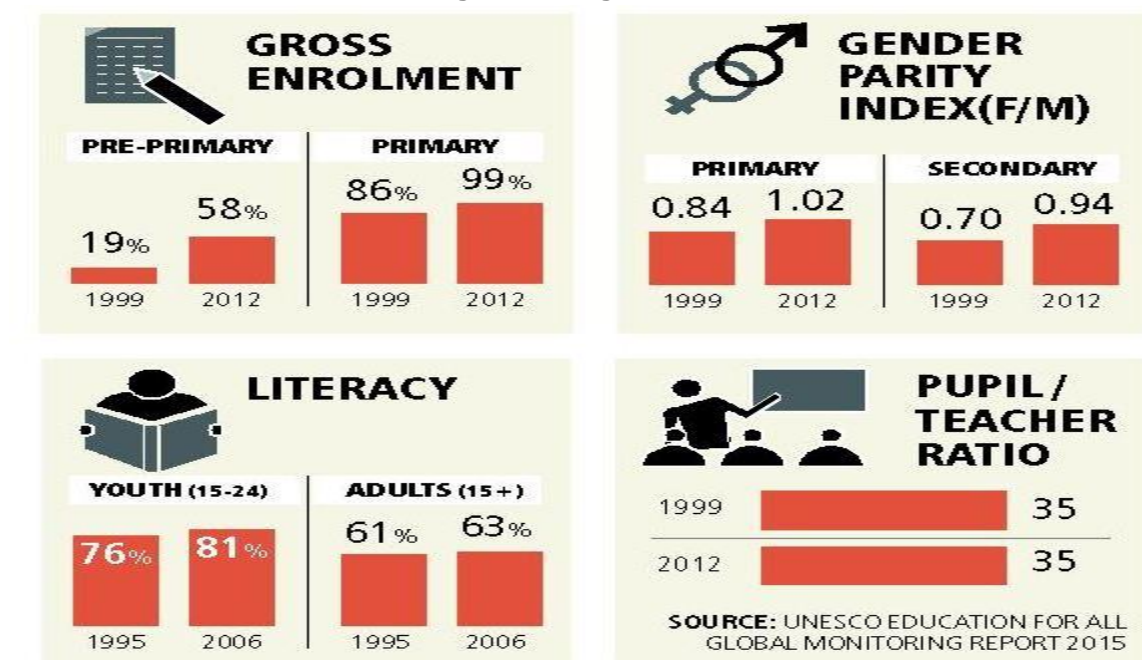 GROSS
ENROLMENT
PRE-PRIMARY
PRIMARY
19%
58%
86%
99%
1999
2012
1999
2012
GENDER
PARITY
INDEX(F/M)
PRIMARY
SECONDARY
0.84
1.02
0.70
0.94
1999
2012
1999
2012
LITERACY
YOUTH (15-24)
ADULTS (15+)
76%
81%
61%
63%
1995
2006
1995
2006
PUPIL/
TEACHER
RATIO
1999 35
2012 35
SOURCE: UNESCO EDUCATION FOR ALL
GLOBAL MONITORING REPORT 2015